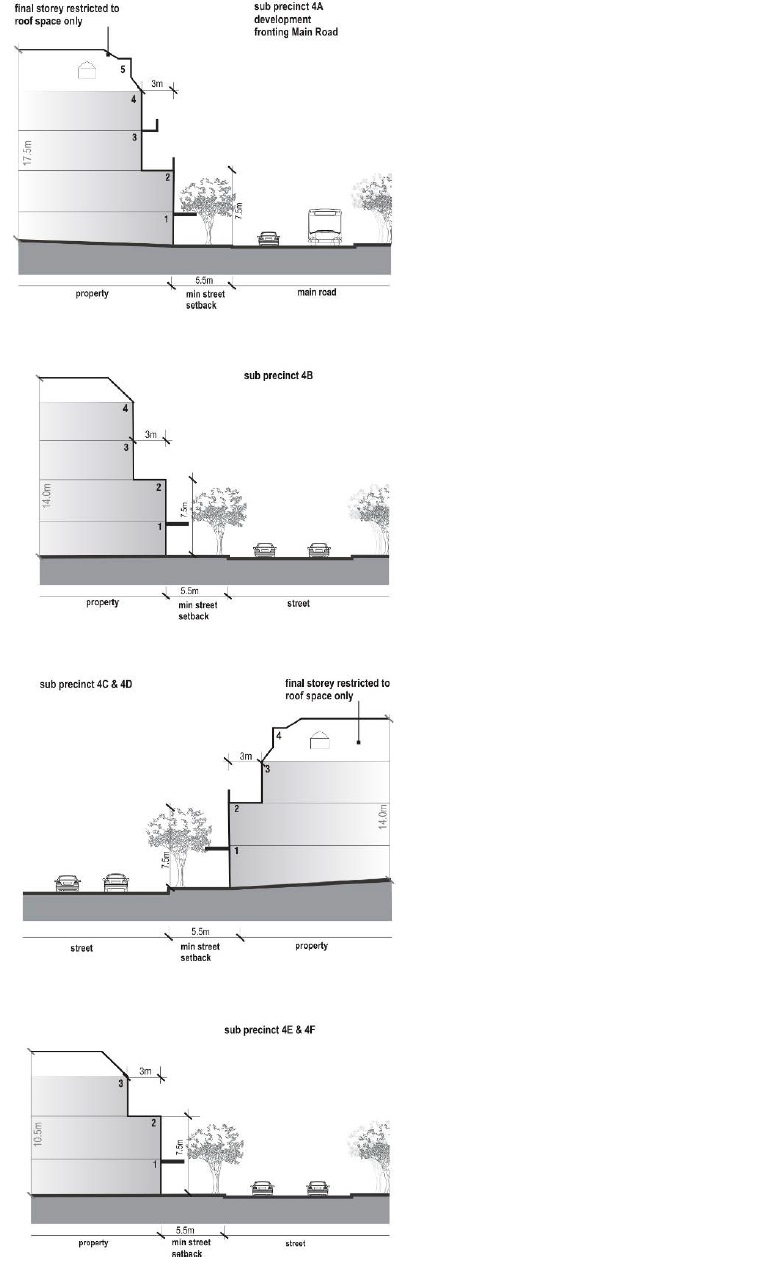 final storey restricted to
roof space only
sub precinct 4A
development
fronting Main Road
5
3m
4
3
17.5m
2
7.5m
1
5.5m
property
min street
setback
main road
sub precinct 4B
4
3m
3
14.0m
2
7.5m
1
5.5m
property
min street
setback
street
sub precinct 4C & 4D
final storey restricted to
roof space only
4
3m
3
2
14.0m
1
7.5m
5.5m
street
min street
setback
property
sub precinct 4E & 4F
3m
3
2
10.5m
7.5m
1
5.5m
property
min street
setback
street